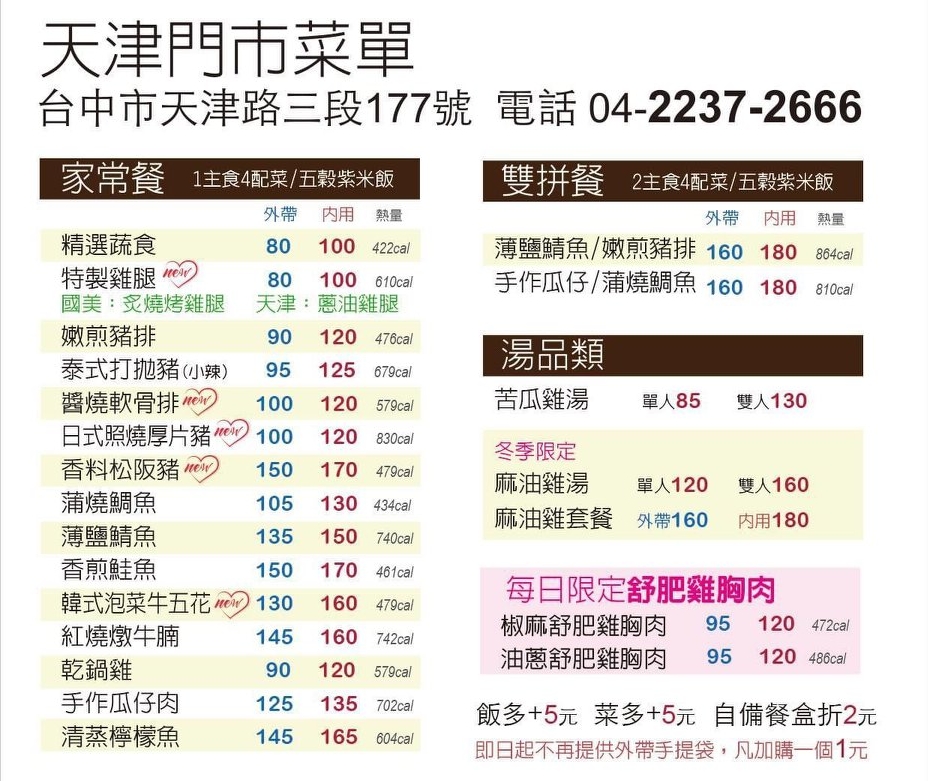 天津門市菜單
台中市天津路三段177號 電話 04-2237-2666
家常餐 1主食4配菜/五穀紫米飯
外帶 內用 熱量
精選蔬食 80 100 422cal
特製雞腿 new 80 100 610cal
國美：炙燒烤雞腿 天津：蔥油雞腿
嫩煎豬排 90 120 476cal
泰式打拋豬(小辣) 95 125 679cal
醬燒軟骨排 new 100 120 579cal
日式照燒厚片豬 new 100 120 830cal
香料松阪豬 new 150 170 479cal
蒲燒鯛魚 105 130 434cal
薄鹽鯖魚 135 150 740cal
香煎鮭魚 150 170 461cal
韓式泡菜牛五花 new 130 160 479cal
紅燒燉牛腩 145 160 742cal
乾鍋雞 90 120 579cal
手作瓜仔肉 125 135 702cal
清蒸檸檬魚 145 165 604cal
雙拼餐 2主食4配菜/五穀紫米飯
外帶 內用 熱量
薄鹽鯖魚/嫩煎豬排 160 180 864cal
手作瓜仔/蒲燒鯛魚 160 180 810cal
湯品類
苦瓜雞湯 單人85 雙人130
冬季限定
麻油雞湯 單人120 雙人160
麻油雞套餐 外帶160 內用180
每日限定舒肥雞胸肉
椒麻舒肥雞胸肉 95 120 472cal
油蔥舒肥雞胸肉 95 120 486cal
飯多+5元 菜多+5元 自備餐盒折2元
即日起不再提供外帶手提袋，凡加購一個1元